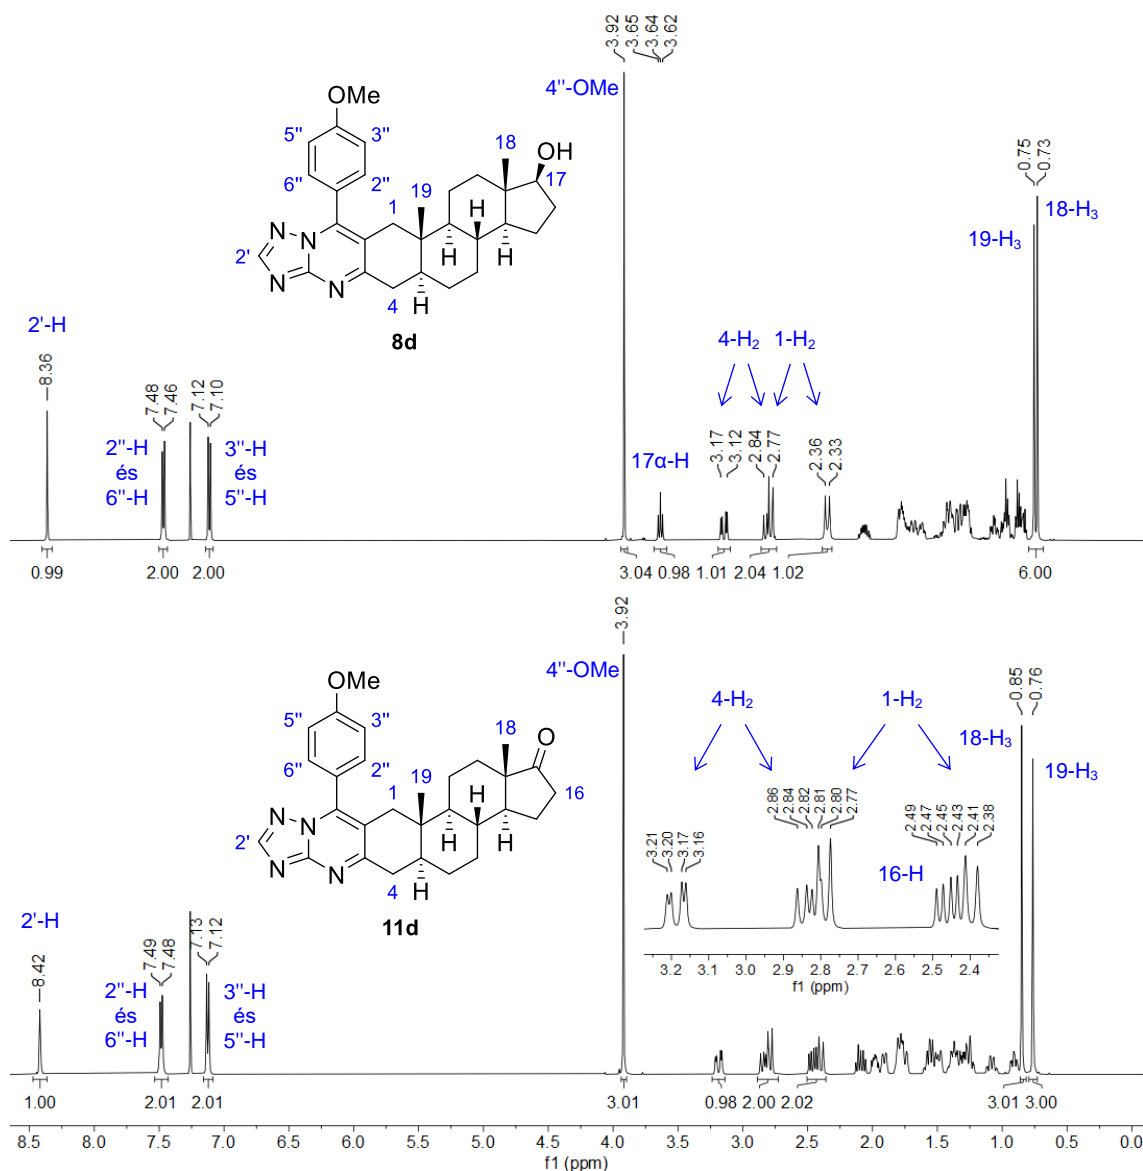 3.92
3.65
3.64
3.62
4''-OMe
OMe
5''
3''
6''
2''
18
OH
17
19
1
N
N
2'
N
N
H
H
H
H
4
8d
0.75
0.73
18-H3
19-H3
2'-H
8.36
7.48
7.46
7.12
7.10
2''-H
és
6''-H
3''-H
és
5''-H
4-H2
1-H2
17α-H
3.17
3.12
2.84
2.77
2.36
2.33
0.99
2.00
2.00
3.04
0.98
1.01
2.04
1.02
6.00
3.92
4''-OMe
OMe
5''
3''
6''
2''
18
O
19
1
16
N
N
2'
N
N
H
H
H
H
4
11d
4-H2
1-H2
0.85
0.76
18-H3
19-H3
3.21
3.20
3.17
3.16
2.86
2.84
2.82
2.81
2.80
2.77
2.49
2.47
2.45
2.43
2.41
2.38
16-H
3.2 3.1 3.0 2.9 2.8 2.7 2.6 2.5 2.4
f1 (ppm)
2'-H
8.42
7.49
7.48
7.13
7.12
2''-H
és
6''-H
3''-H
és
5''-H
1.00
2.01
2.01
3.01
0.98
2.00
2.02
3.01
3.00
8.5 8.0 7.5 7.0 6.5 6.0 5.5 5.0 4.5 4.0 3.5 3.0 2.5 2.0 1.5 1.0 0.5 0.0
f1 (ppm)